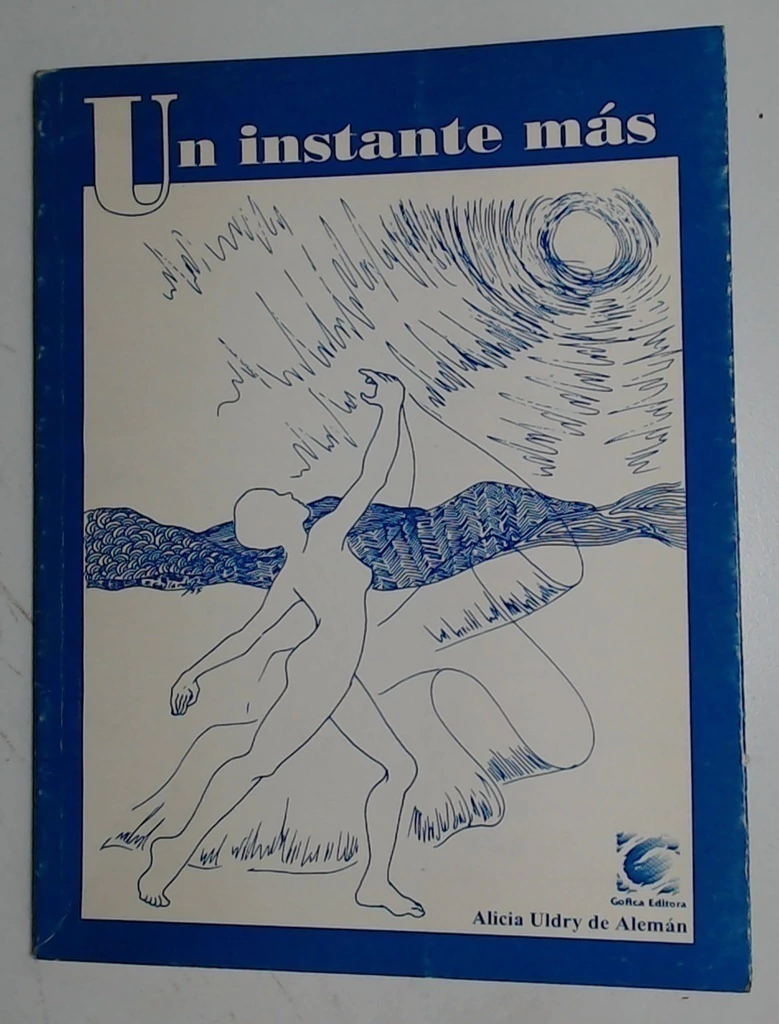 Un instante más
Gofica Editora
Alicia Uldry de Alemán